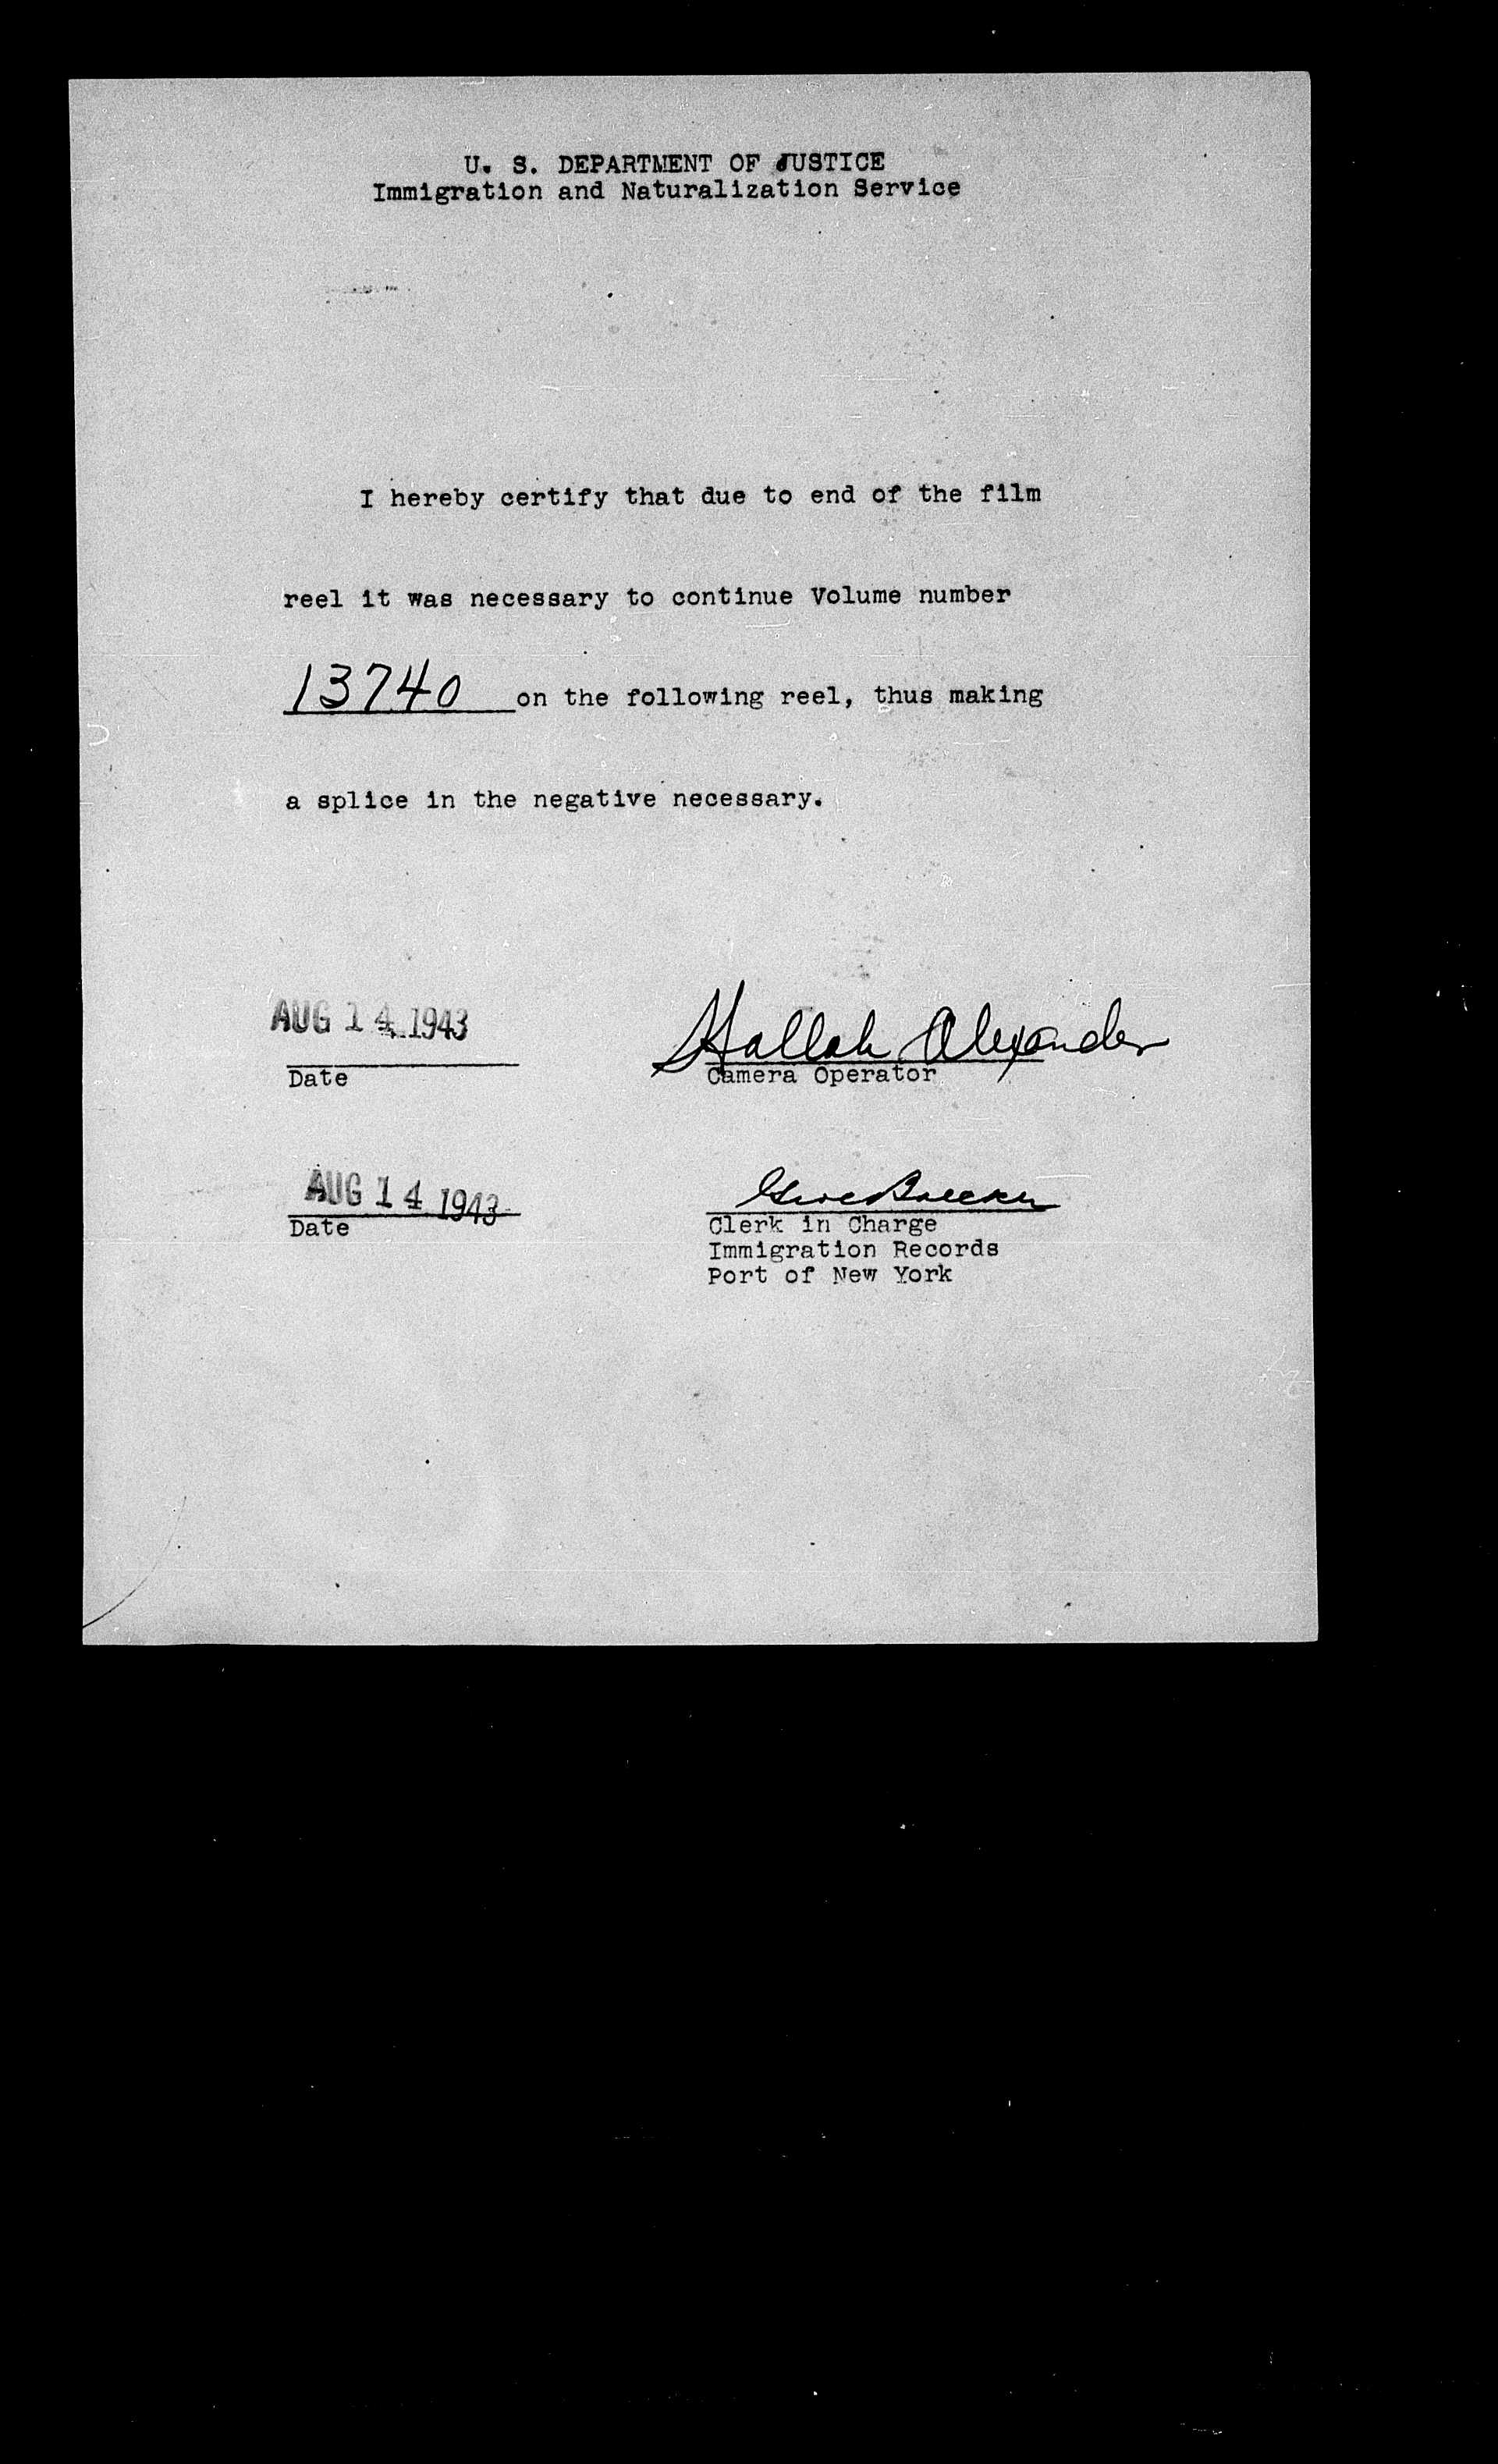 U. S. DEPARTMENT OF JUSTICE
Immigration and Naturalization Service
I hereby certify that due to end of the film
reel it was necessary to continue Volume number
13740 on the following reel, thus making
a splice in the negative necessary.
AUG 14 1943
Hallah Alexander
Date
Camera Operator
AUG 14 1943
Date
Clerk in Charge
Immigration Records
Port of New York